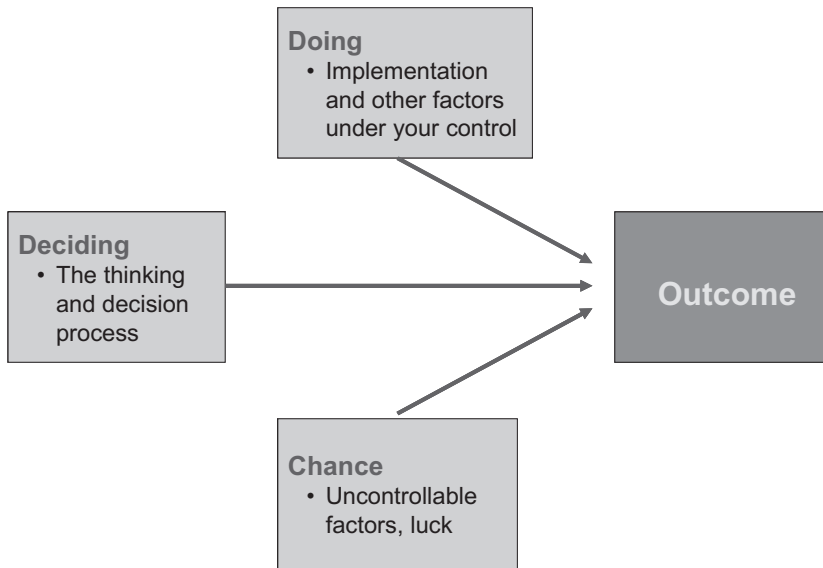 Doing
• Implementation
and other factors
under your control
Deciding
• The thinking
and decision
process
Outcome
Chance
• Uncontrollable
factors, luck